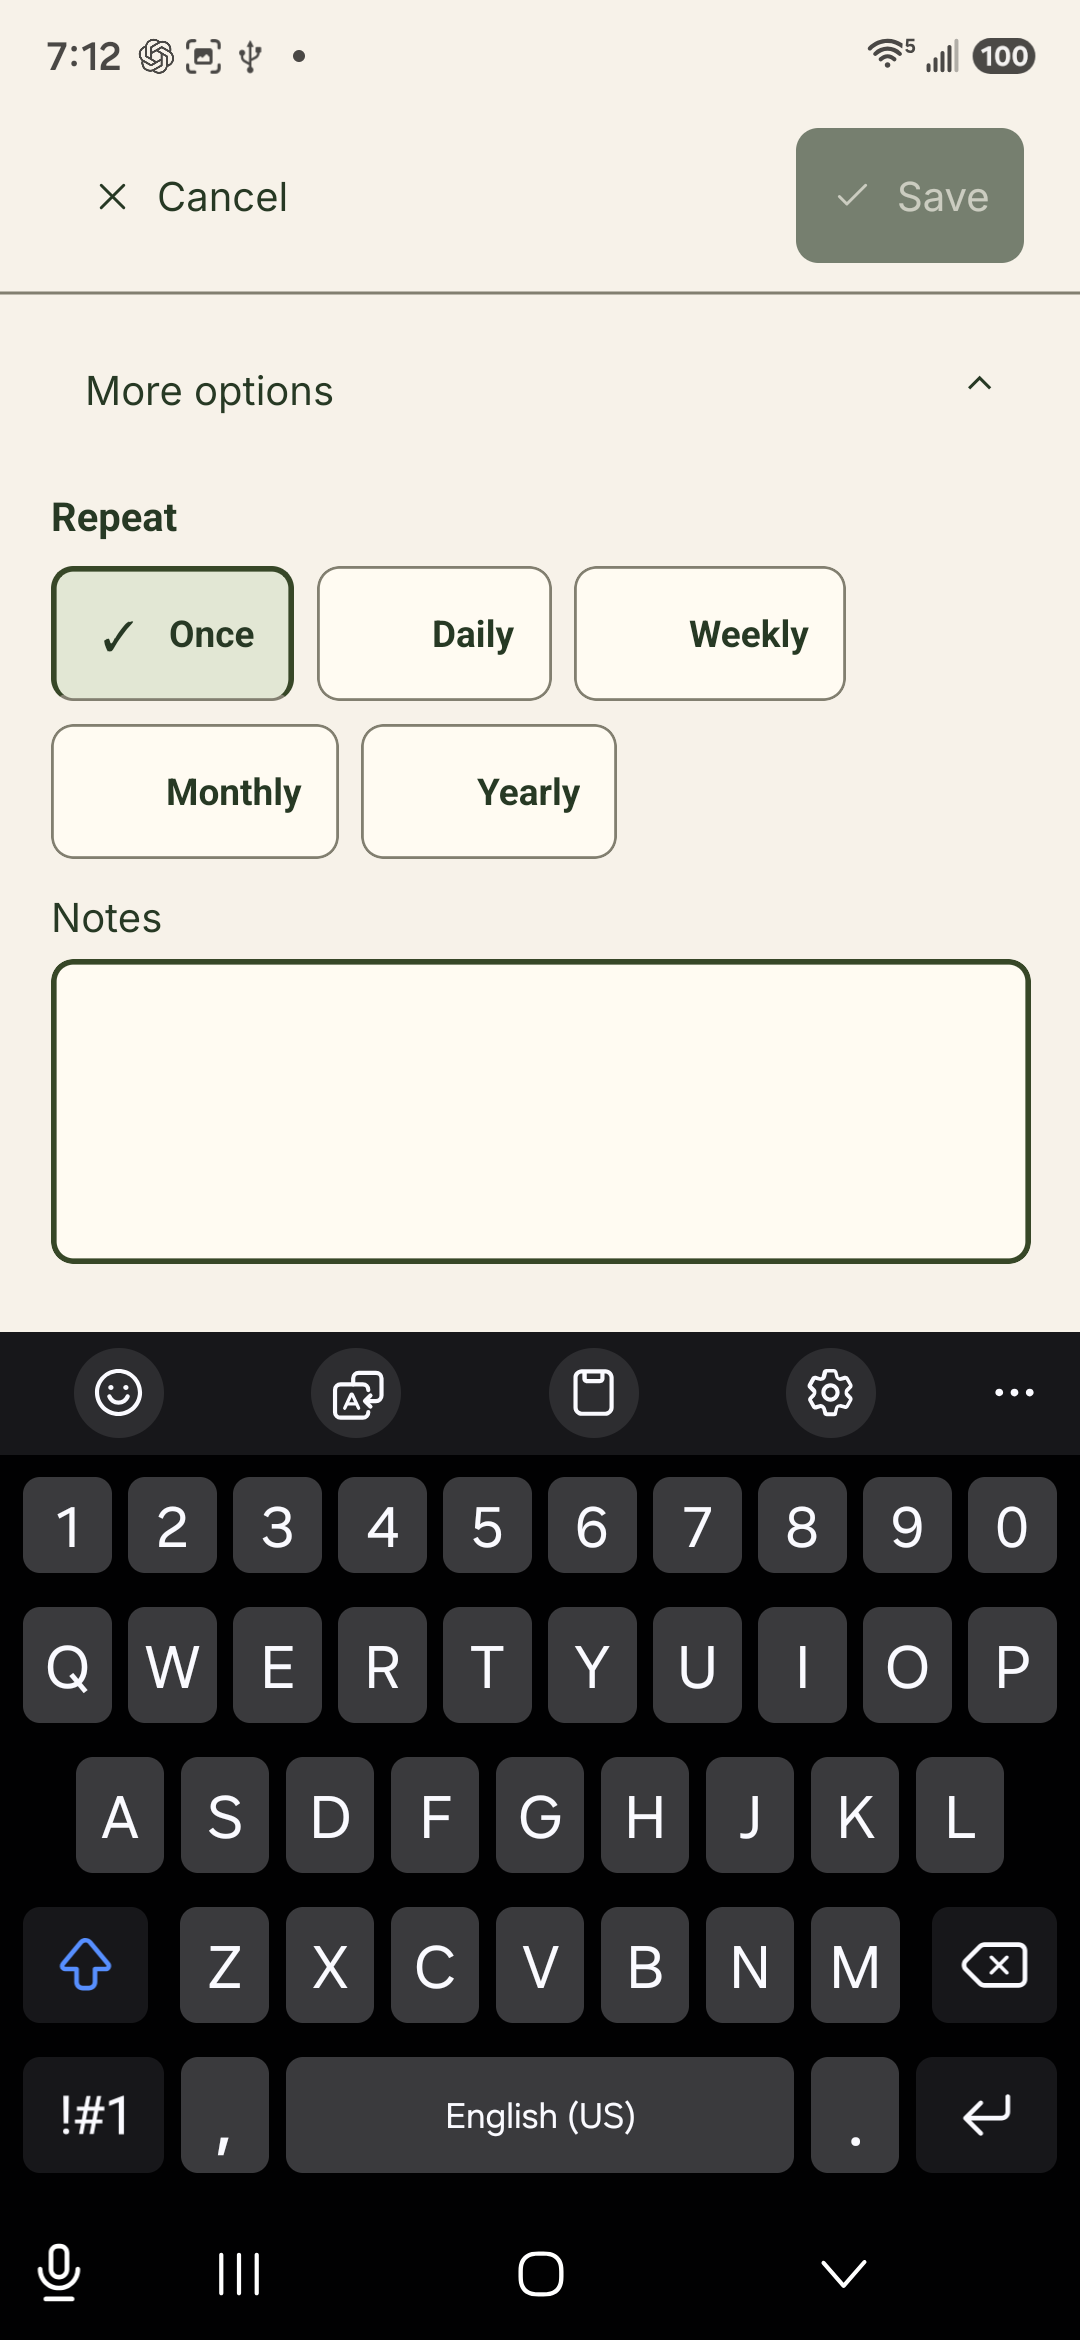 7:12 5 100
Cancel Save
More options
Repeat
✓ Once Daily Weekly
Monthly Yearly
Notes
1 2 3 4 5 6 7 8 9 0
Q W E R T Y U I O P
A S D F G H J K L
Z X C V B N M
!#1 , English (US) .